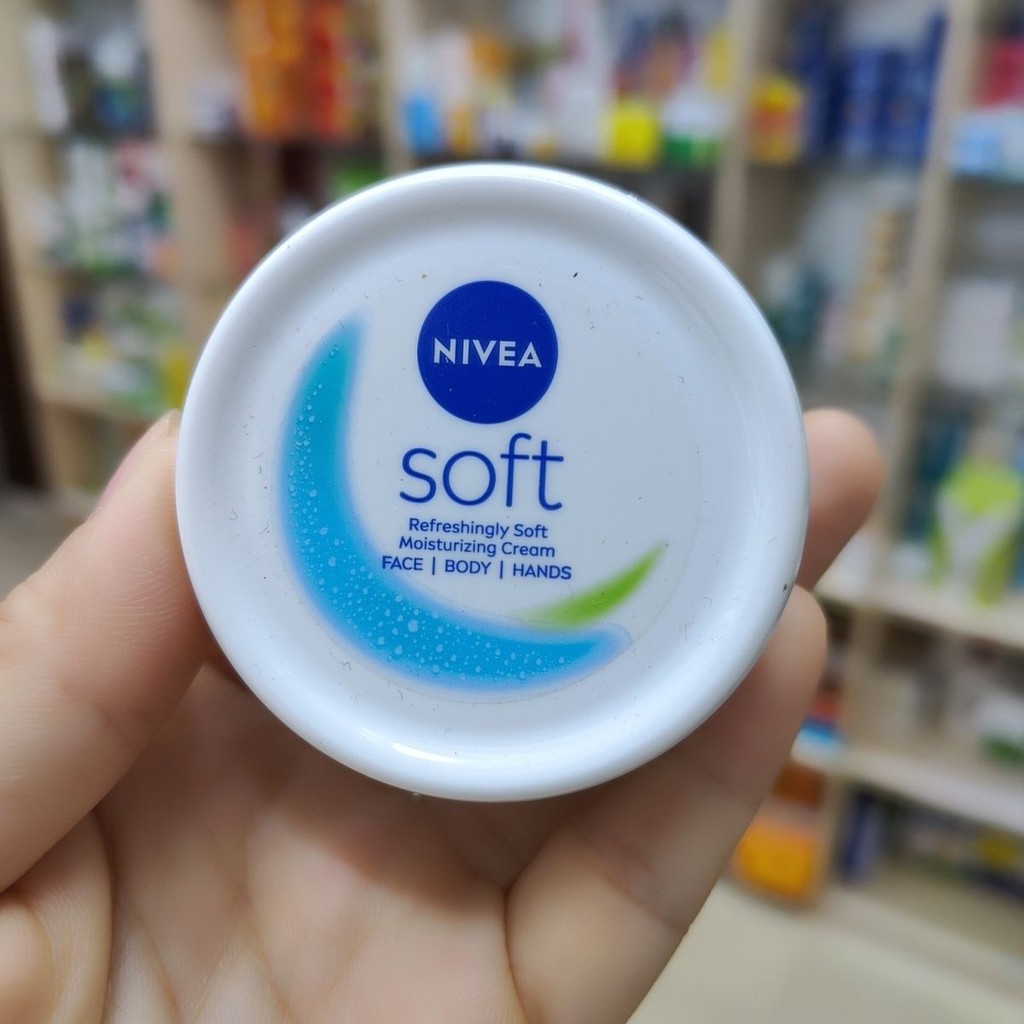 NIVEA
soft
Refreshingly Soft
Moisturizing Cream
FACE | BODY | HANDS